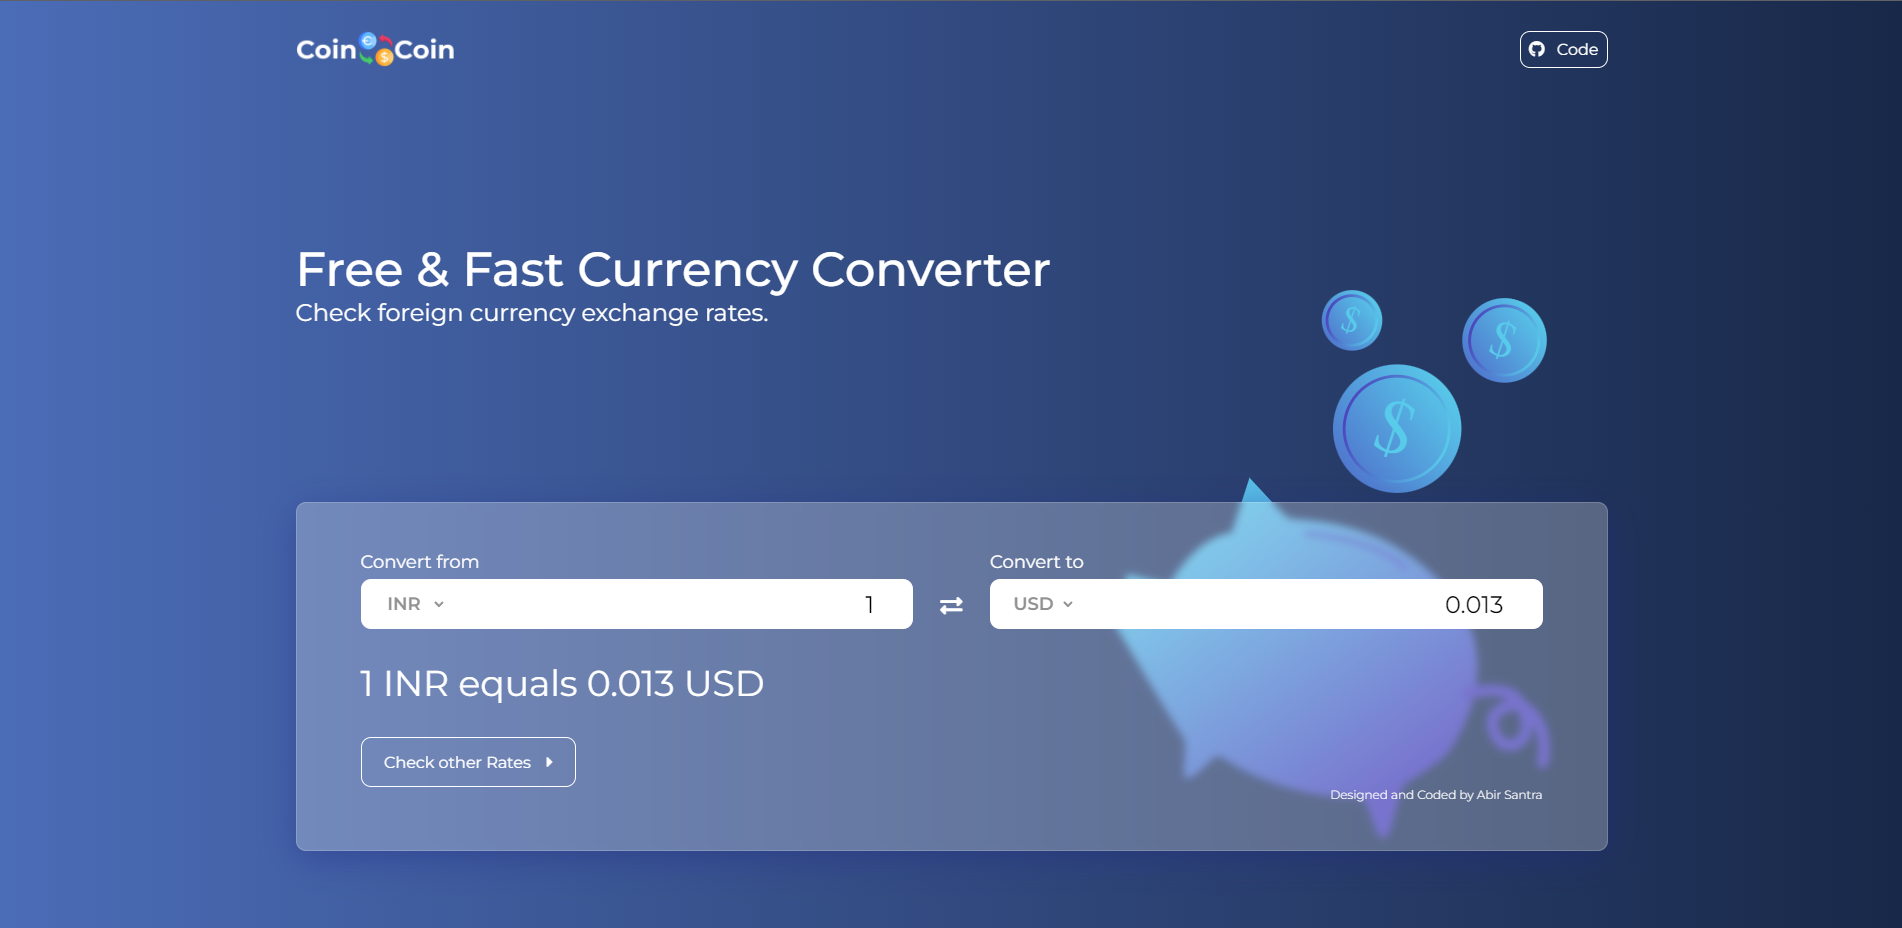 Coin€$Coin
Code
Free & Fast Currency Converter
Check foreign currency exchange rates.
$
$
$
Convert from
Convert to
INR
1
USD
0.013
1 INR equals 0.013 USD
Check other Rates
Designed and Coded by Abir Santra